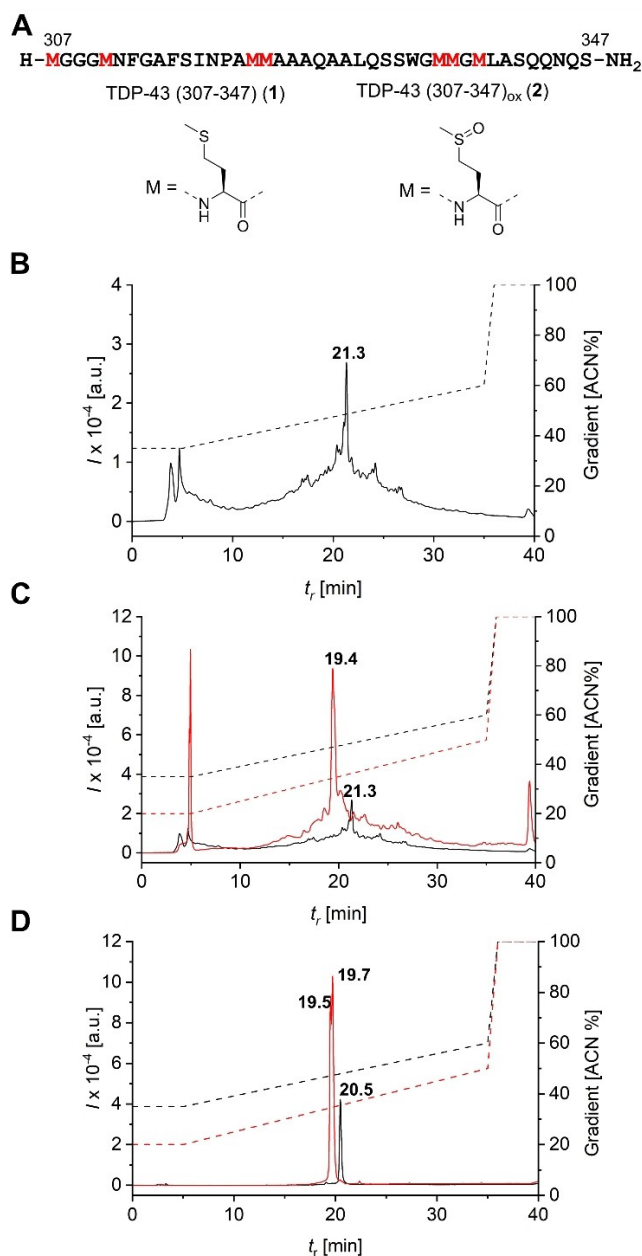 A
307 347
H-MGGGMNFGAFSINPAMMAAAQAALQSSWGMMGMLASQQNQS-NH₂
TDP-43 (307-347) (1) TDP-43 (307-347)ₒₓ (2)
S S O
M = N H O M = N H O
B
I x 10⁻⁴ [a.u.]
4
3
2
1
0
21.3
100
80
60
40
20
0
Gradient [ACN%]
0 10 20 30 40
tᵣ [min]
C
I x 10⁻⁴ [a.u.]
12
10
8
6
4
2
0
19.4
21.3
100
80
60
40
20
0
Gradient [ACN%]
0 10 20 30 40
tᵣ [min]
D
I x 10⁻⁴ [a.u.]
12
10
8
6
4
2
0
19.7
19.5
20.5
100
80
60
40
20
0
Gradient [ACN %]
0 10 20 30 40
tᵣ [min]